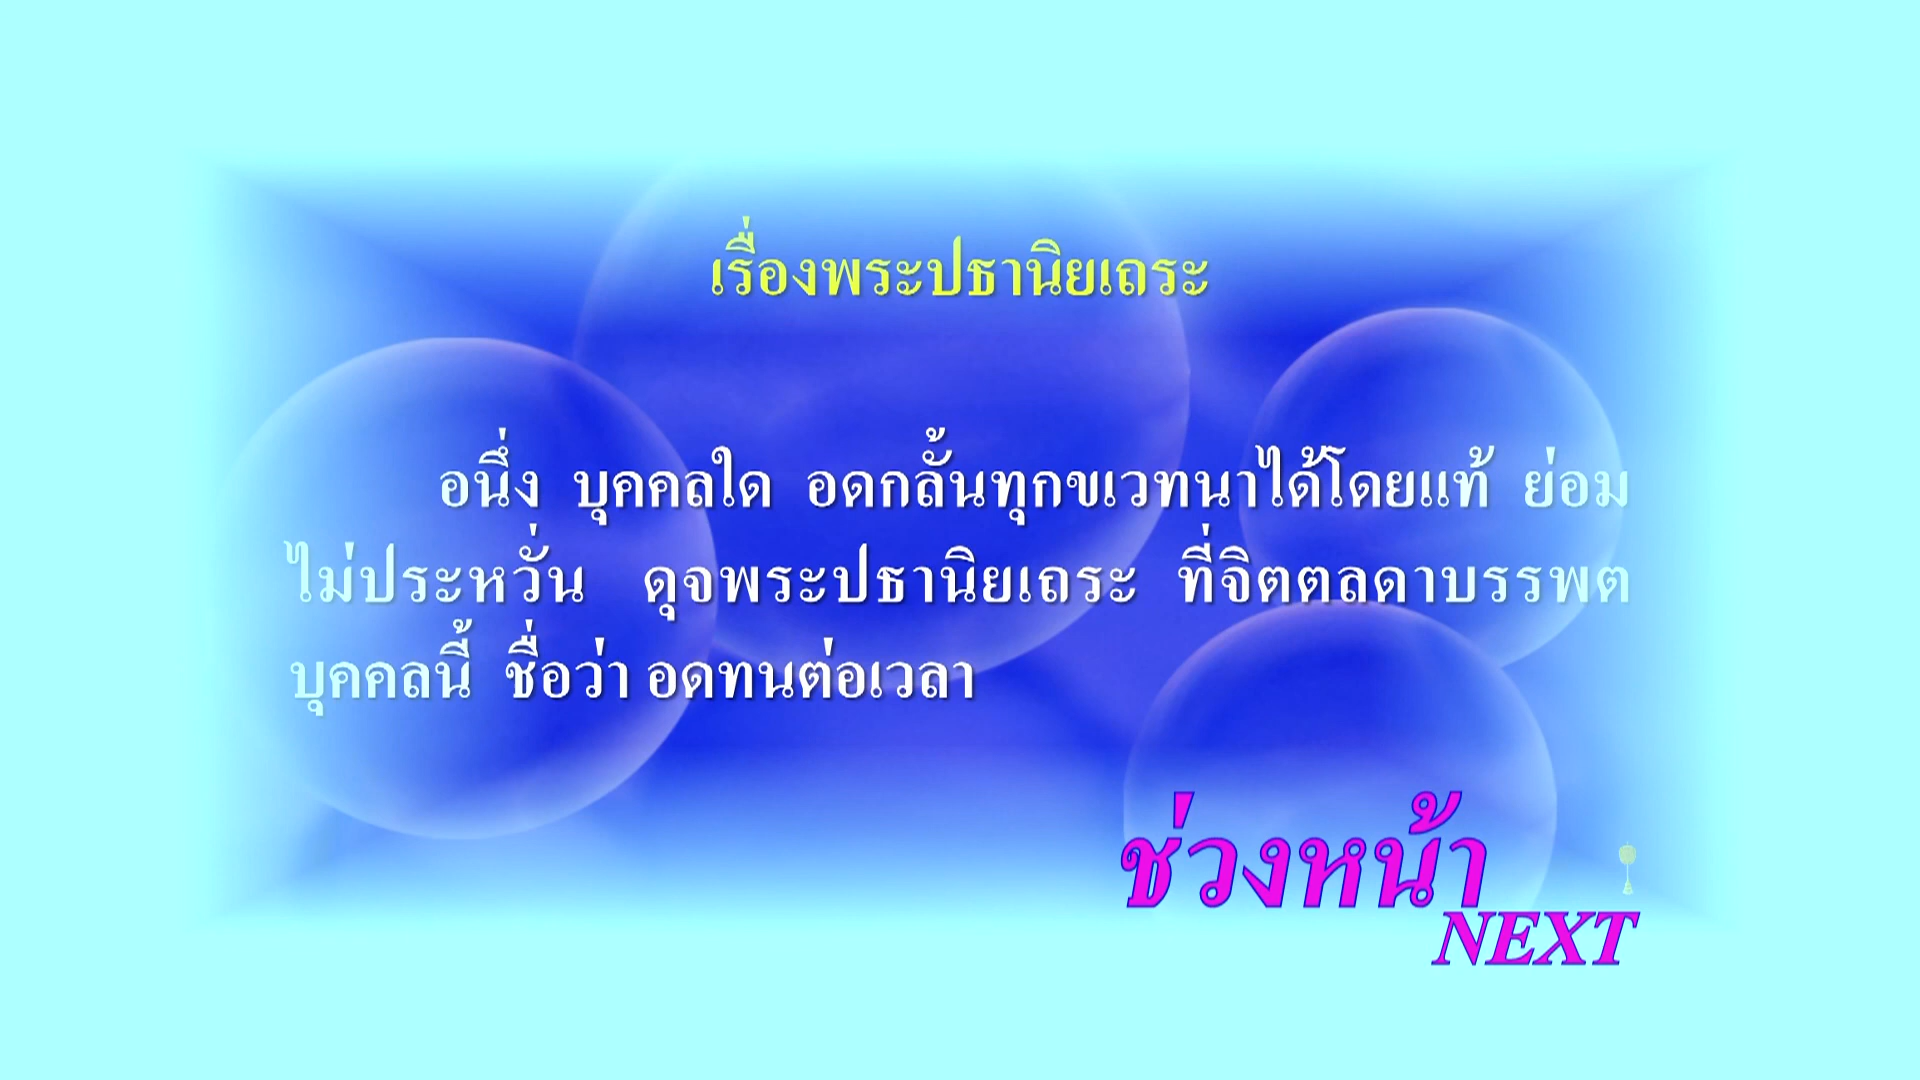 เรื่องพระปธานิยเถระ
อนึ่ง บุคคลใด อดกลั้นทุกขเวทนาได้โดยแท้ ย่อม
ไม่ประหวั่น ดุจพระปธานิยเถระ ที่จิตตลดาบรรพต
บุคคลนี้ ชื่อว่า อดทนต่อเวลา
ช่วงหน้า
NEXT